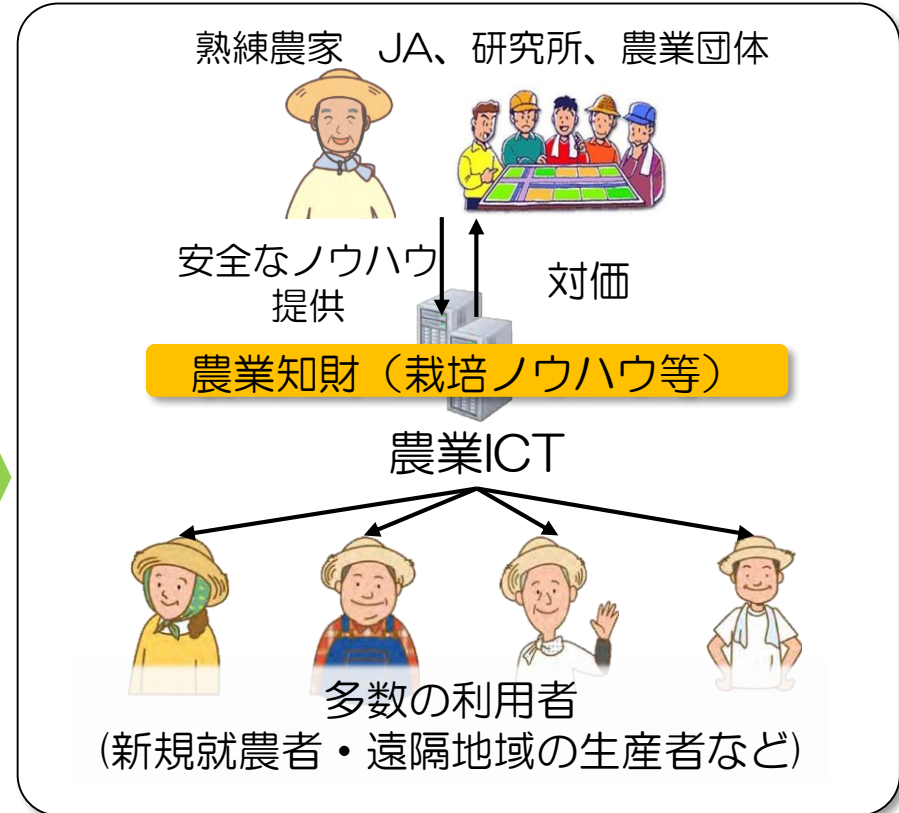 熟練農家　JA、研究所、農業団体
安全なノウハウ
提供
対価
農業知財（栽培ノウハウ等）
農業ICT
多数の利用者
(新規就農者・遠隔地域の生産者など)